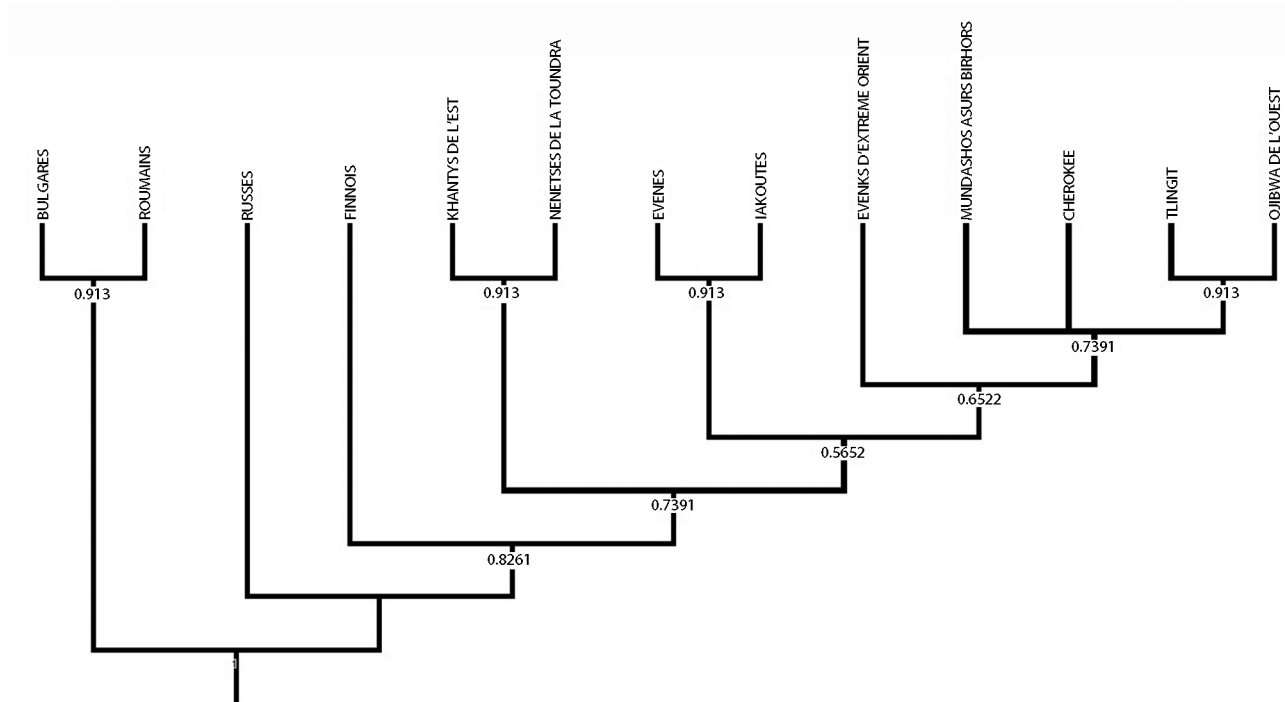 BULGARES
ROUMAINS
RUSSES
FINNOIS
KHANTYS DE L'EST
NENETSES DE LA TOUNDRA
EVENES
IAKOUTES
EVENKS D'EXTREME ORIENT
MUNDASHOS ASURS BIRHORS
CHEROKEE
TLINGIT
OJIBWA DE L'OUEST
0.913
0.913
0.913
0.913
0.7391
0.6522
0.5652
0.7391
0.8261
1